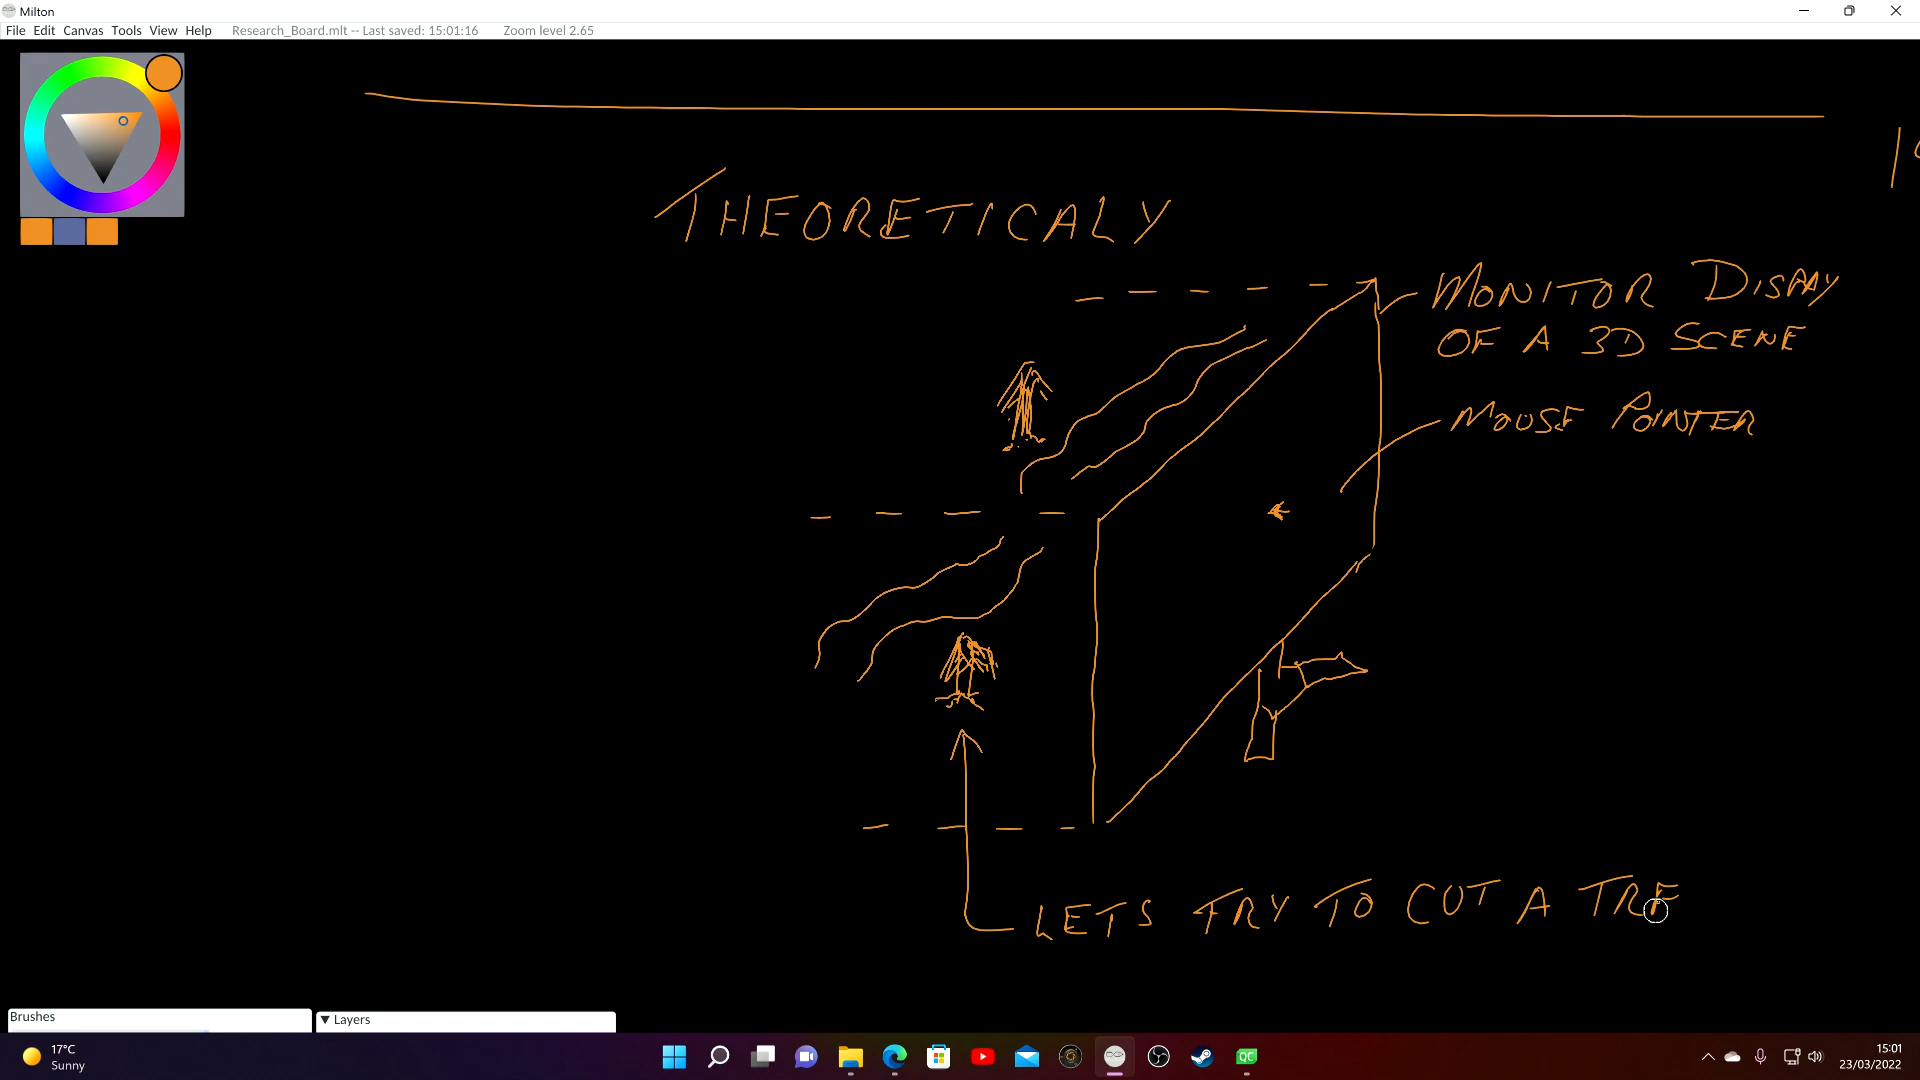 Milton
File Edit Canvas Tools View Help Research_Board.mlt -- Last saved: 15:01:16 Zoom level 2.65
THEORETICALY
MONITOR DISPAY
OF A 3D SCENE
MOUSE POINTER
LETS TRY TO CUT A TRE
Brushes
▼ Layers
17°C
Sunny
QC
15:01
23/03/2022